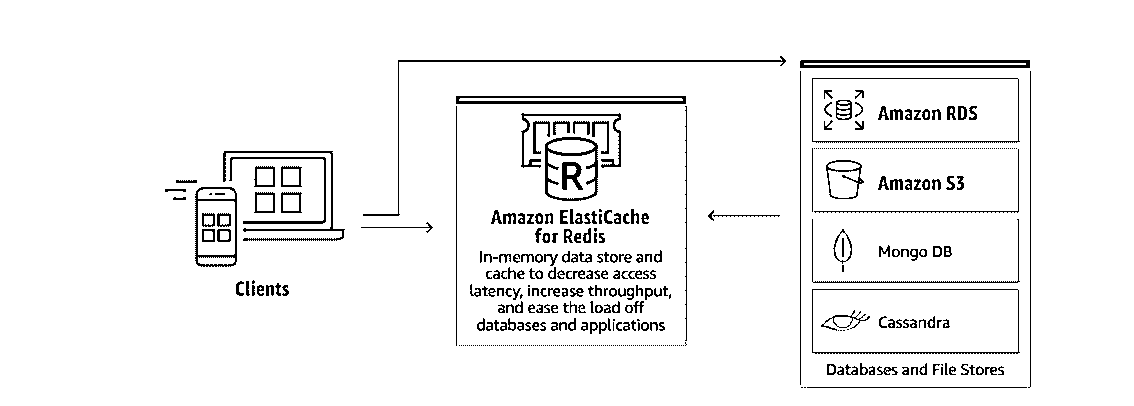 Clients
R
Amazon ElastiCache
for Redis
In-memory data store and
cache to decrease access
latency, increase throughput,
and ease the load off
databases and applications
Amazon RDS
Amazon S3
Mongo DB
Cassandra
Databases and File Stores